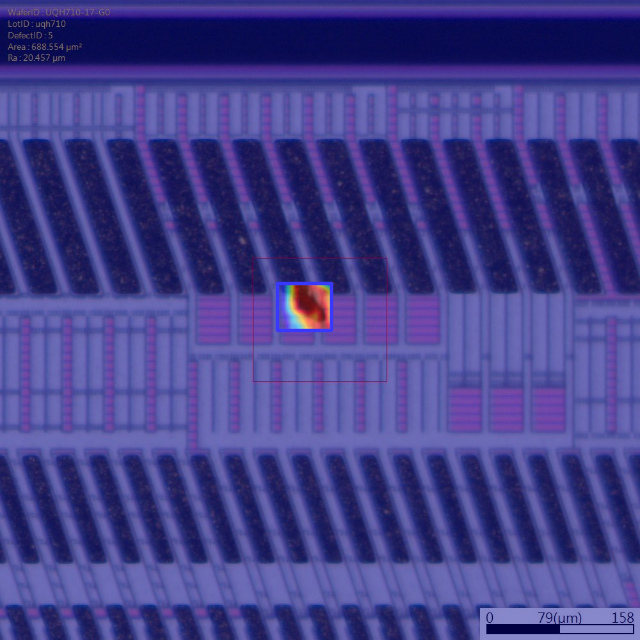 WaferID: UQH710-17-G0
LotID: uqh710
DefectID: 5
Area: 688.554 µm²
Ra: 20.457 µm
0 79(um) 158